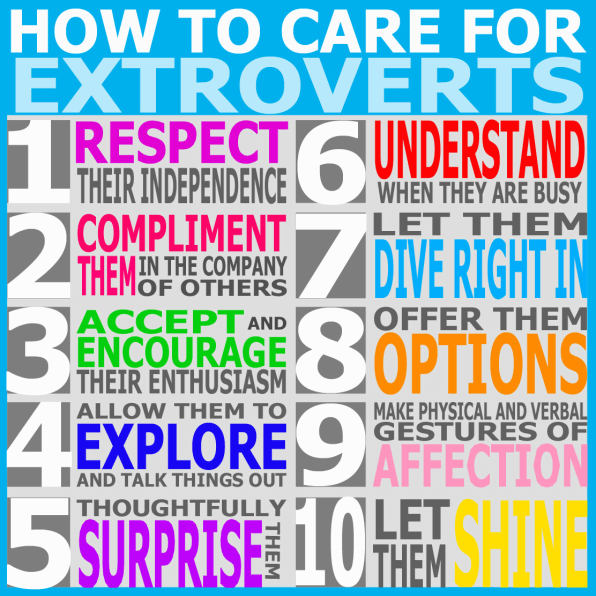 HOW TO CARE FOR
EXTROVERTS
1
RESPECT
THEIR INDEPENDENCE
2
COMPLIMENT
THEM IN THE COMPANY
OF OTHERS
3
ACCEPT AND
ENCOURAGE
THEIR ENTHUSIASM
4
ALLOW THEM TO
EXPLORE
AND TALK THINGS OUT
5
THOUGHTFULLY
SURPRISE THEM
6
UNDERSTAND
WHEN THEY ARE BUSY
7
LET THEM
DIVE RIGHT IN
8
OFFER THEM
OPTIONS
9
MAKE PHYSICAL AND VERBAL
GESTURES OF
AFFECTION
10
LET
THEM
SHINE